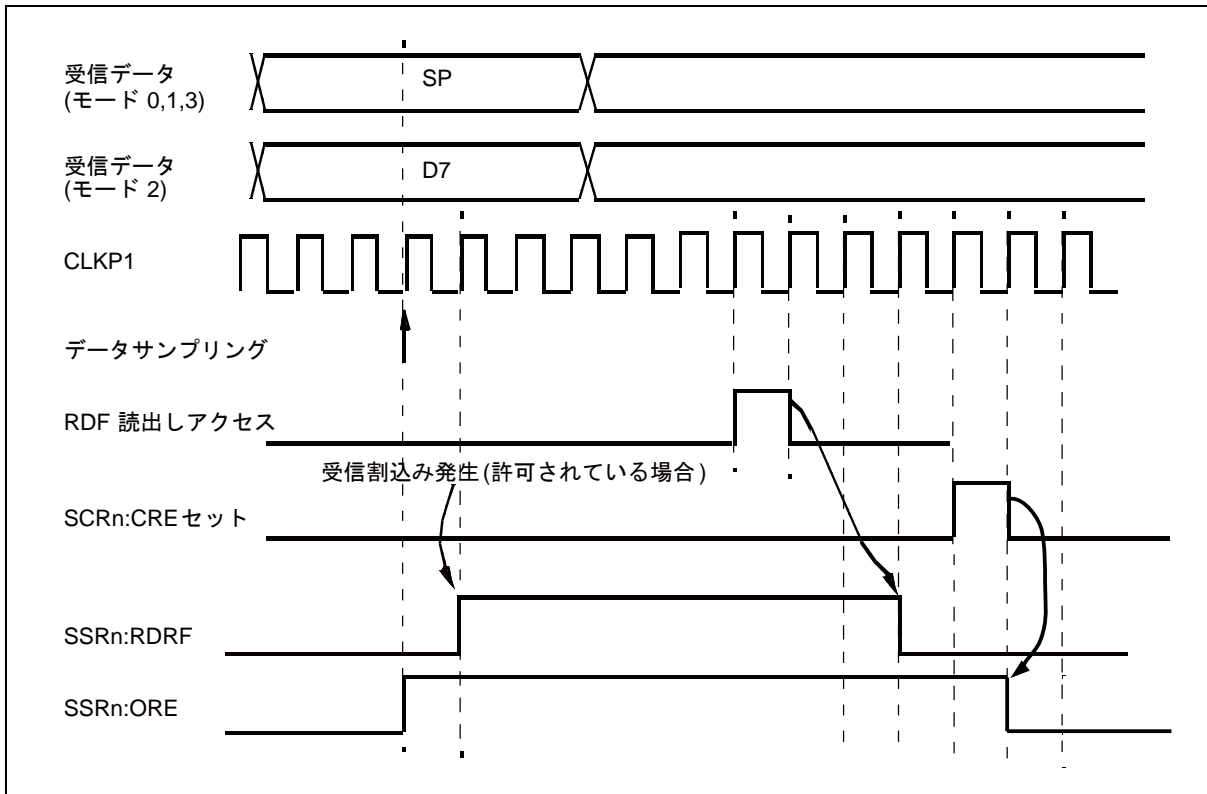 受信データ
(モード 0,1,3)
SP
受信データ
(モード 2)
D7
CLKP1
データサンプリング
RDF 読出しアクセス
受信割込み発生(許可されている場合)
SCRn:CREセット
SSRn:RDRF
SSRn:ORE